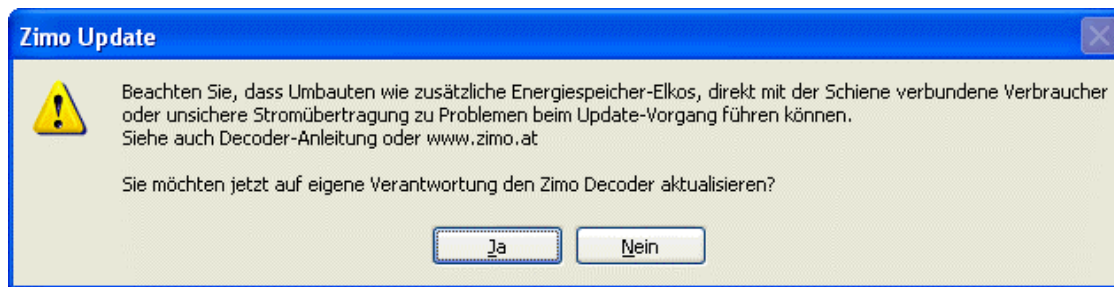 Zimo Update
Beachten Sie, dass Umbauten wie zusätzliche Energiespeicher-Elkos, direkt mit der Schiene verbundene Verbraucher
oder unsichere Stromübertragung zu Problemen beim Update-Vorgang führen können.
Siehe auch Decoder-Anleitung oder www.zimo.at
Sie möchten jetzt auf eigene Verantwortung den Zimo Decoder aktualisieren?
Ja
Nein